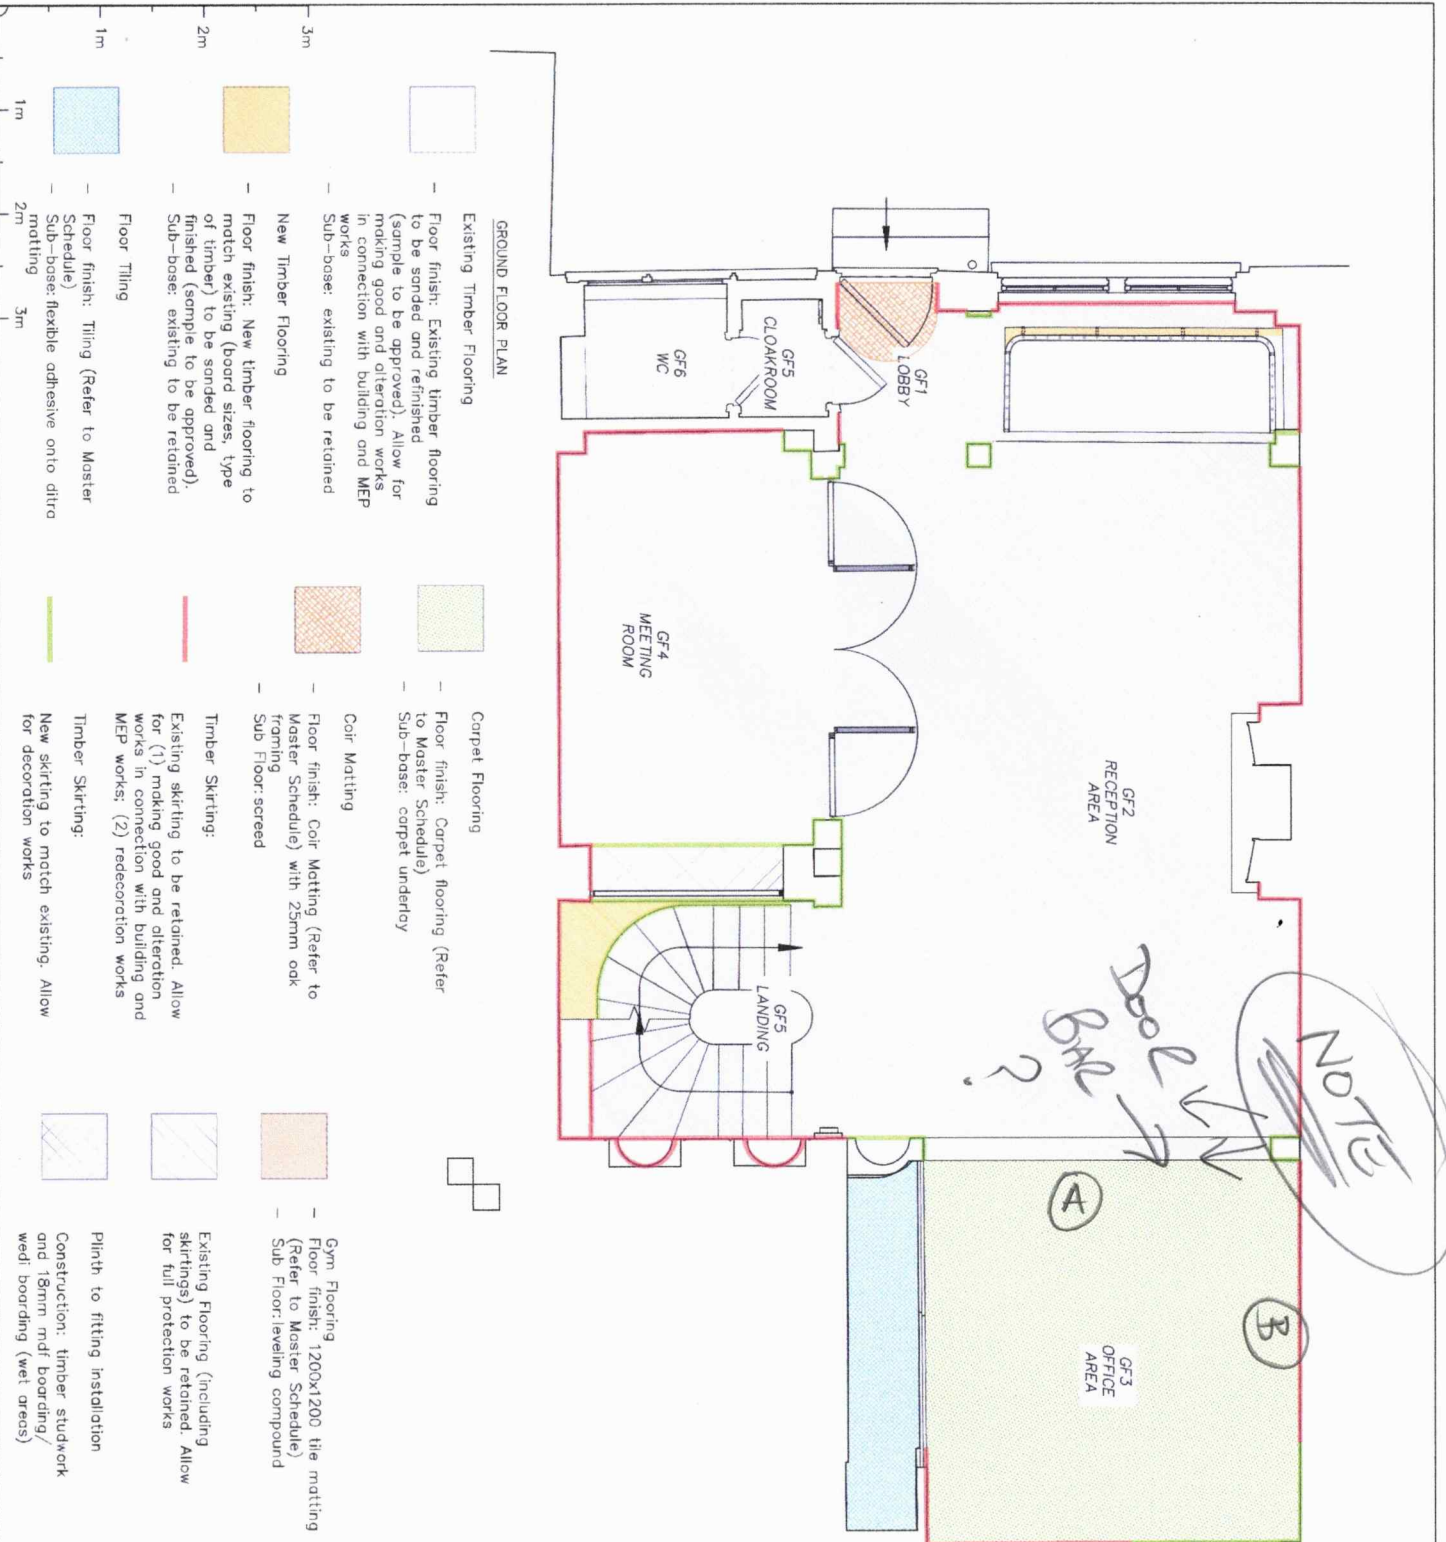 NOTE
DOOR
BAR
?
A
B
GF1
LOBBY
GF5
CLOAKROOM
GF6
WC
GF2
RECEPTION
AREA
GF4
MEETING
ROOM
GF5
LANDING
GF3
OFFICE
AREA
GROUND FLOOR PLAN
Existing Timber Flooring
– Floor finish: Existing timber flooring
to be sanded and refinished
(sample to be approved). Allow for
making good and alteration works
in connection with building and MEP
works
– Sub–base: existing to be retained
New Timber Flooring
– Floor finish: New timber flooring to
match existing (board sizes, type
of timber) to be sanded and
finished (sample to be approved).
– Sub–base: existing to be retained
Floor Tiling
– Floor finish: Tiling (Refer to Master
Schedule)
– Sub–base: flexible adhesive onto ditra
matting
Carpet Flooring
– Floor finish: Carpet flooring (Refer
to Master Schedule)
– Sub–base: carpet underlay
Coir Matting
– Floor finish: Coir Matting (Refer to
Master Schedule) with 25mm oak
framing
– Sub Floor: screed
Timber Skirting:
Existing skirting to be retained. Allow
for (1) making good and alteration
works in connection with building and
MEP works; (2) redecoration works
Timber Skirting:
New skirting to match existing. Allow
for decoration works
Gym Flooring
– Floor finish: 1200x1200 tile matting
(Refer to Master Schedule)
– Sub Floor: leveling compound
Existing Flooring (including
skirtings) to be retained. Allow
for full protection works
Plinth to fitting installation
Construction: timber studwork
and 18mm mdf boarding/
wedi boarding (wet areas)
3m
2m
1m
1m
2m
3m